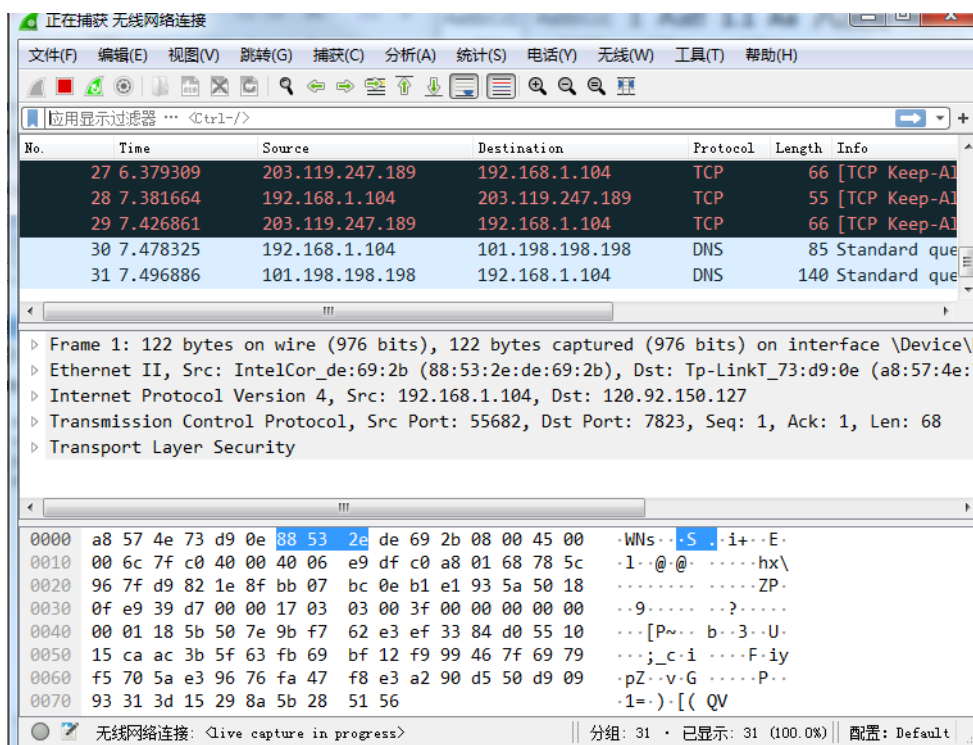 正在捕获 无线网络连接
文件(F) 编辑(E) 视图(V) 跳转(G) 捕获(C) 分析(A) 统计(S) 电话(Y) 无线(W) 工具(T) 帮助(H)
应用显示过滤器 … <Ctrl-/>
No. Time Source Destination Protocol Length Info
27 6.379309 203.119.247.189 192.168.1.104 TCP 66 [TCP Keep-Al
28 7.381664 192.168.1.104 203.119.247.189 TCP 55 [TCP Keep-Al
29 7.426861 203.119.247.189 192.168.1.104 TCP 66 [TCP Keep-Al
30 7.478325 192.168.1.104 101.198.198.198 DNS 85 Standard que
31 7.496886 101.198.198.198 192.168.1.104 DNS 140 Standard que
Frame 1: 122 bytes on wire (976 bits), 122 bytes captured (976 bits) on interface \Device\
Ethernet II, Src: IntelCor_de:69:2b (88:53:2e:de:69:2b), Dst: Tp-LinkT_73:d9:0e (a8:57:4e:
Internet Protocol Version 4, Src: 192.168.1.104, Dst: 120.92.150.127
Transmission Control Protocol, Src Port: 55682, Dst Port: 7823, Seq: 1, Ack: 1, Len: 68
Transport Layer Security
0000 a8 57 4e 73 d9 0e 88 53 2e de 69 2b 08 00 45 00 ·WNs···S .·i+··E·
0010 00 6c 7f c0 40 00 40 06 e9 df c0 a8 01 68 78 5c ·l··@·@· ·····hx\
0020 96 7f d9 82 1e 8f bb 07 bc 0e b1 e1 93 5a 50 18 ········ ·····ZP·
0030 0f e9 39 d7 00 00 17 03 03 00 3f 00 00 00 00 00 ··9····· ··?·····
0040 00 01 18 5b 50 7e 9b f7 62 e3 ef 33 84 d0 55 10 ···[P~·· b··3··U·
0050 15 ca ac 3b 5f 63 fb 69 bf 12 f9 99 46 7f 69 79 ···;_c·i ····F·iy
0060 f5 70 5a e3 96 76 fa 47 f8 e3 a2 90 d5 50 d9 09 ·pZ··v·G ·····P··
0070 93 31 3d 15 29 8a 5b 28 51 56 ·1=·)·[( QV
无线网络连接: <live capture in progress> 分组: 31 · 已显示: 31 (100.0%) 配置: Default